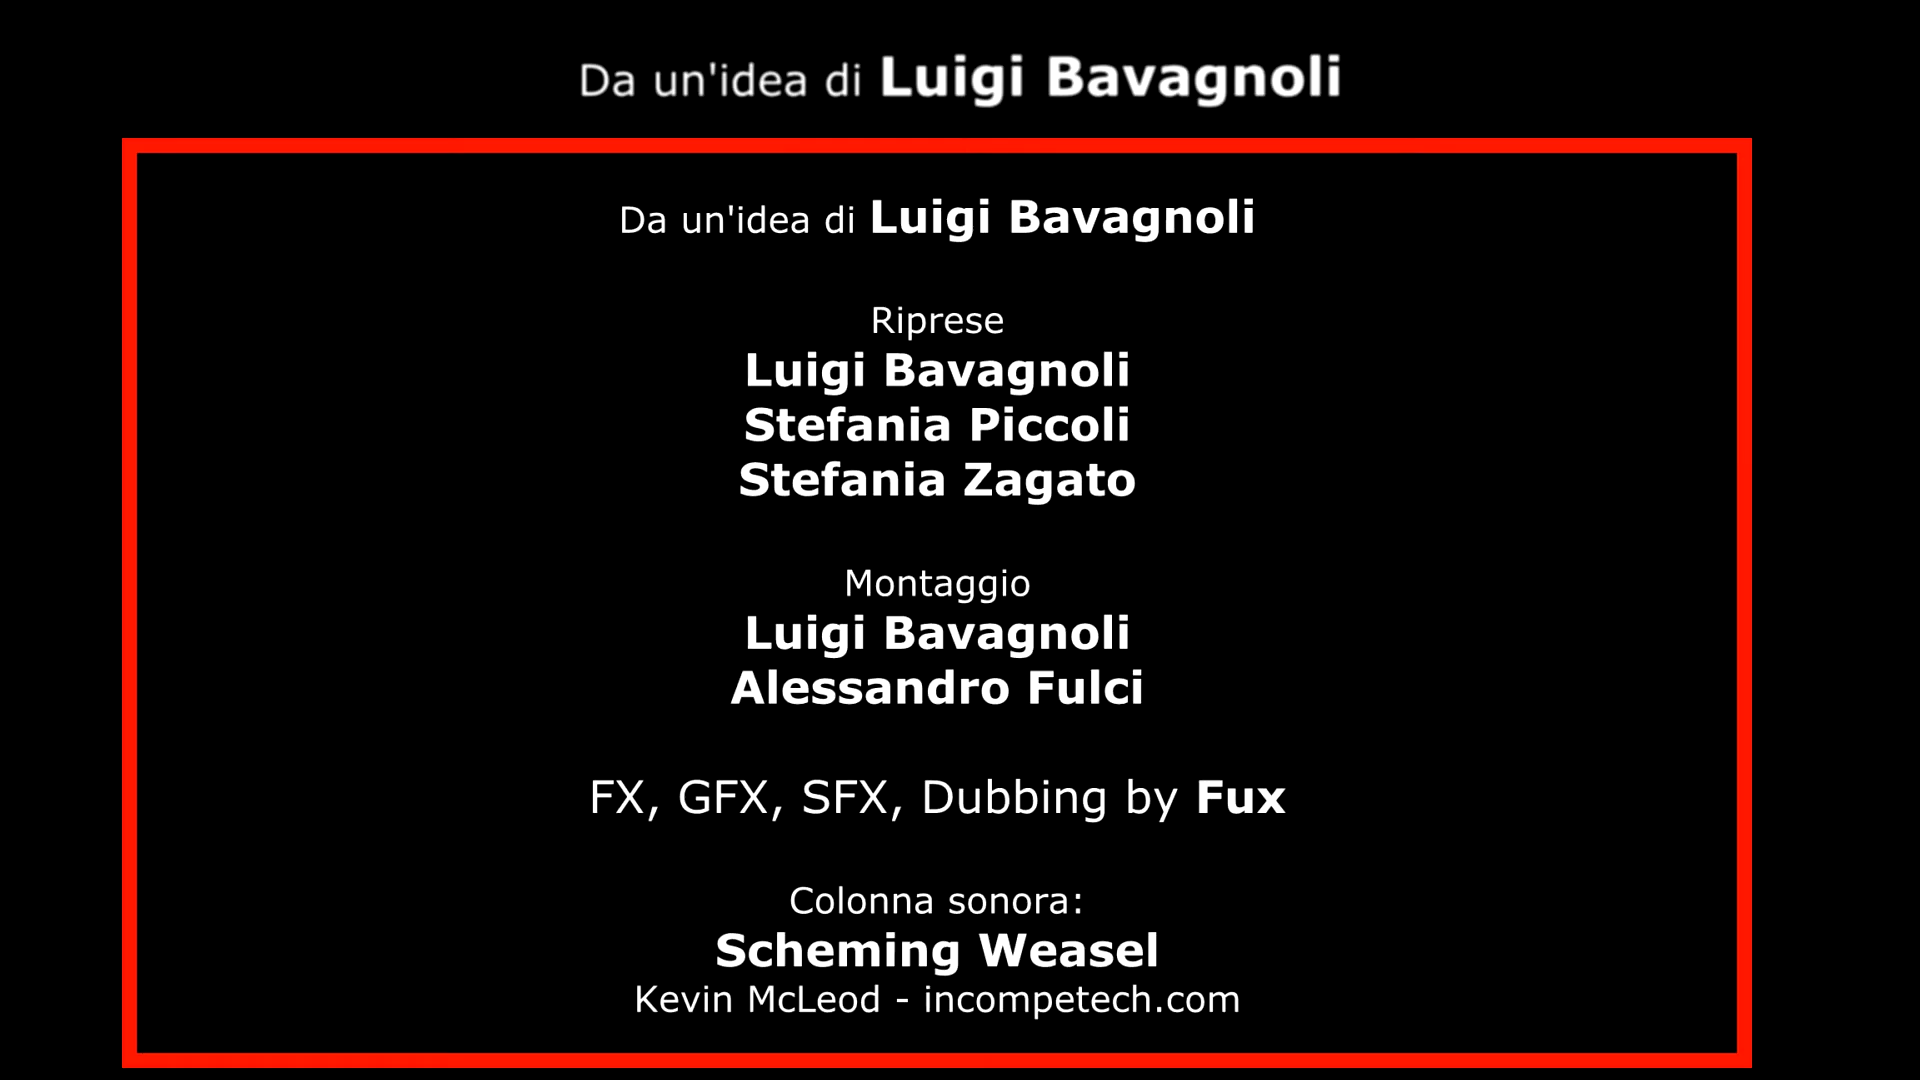 Da un'idea di Luigi Bavagnoli
Da un'idea di Luigi Bavagnoli
Riprese
Luigi Bavagnoli
Stefania Piccoli
Stefania Zagato
Montaggio
Luigi Bavagnoli
Alessandro Fulci
FX, GFX, SFX, Dubbing by Fux
Colonna sonora:
Scheming Weasel
Kevin McLeod - incompetech.com